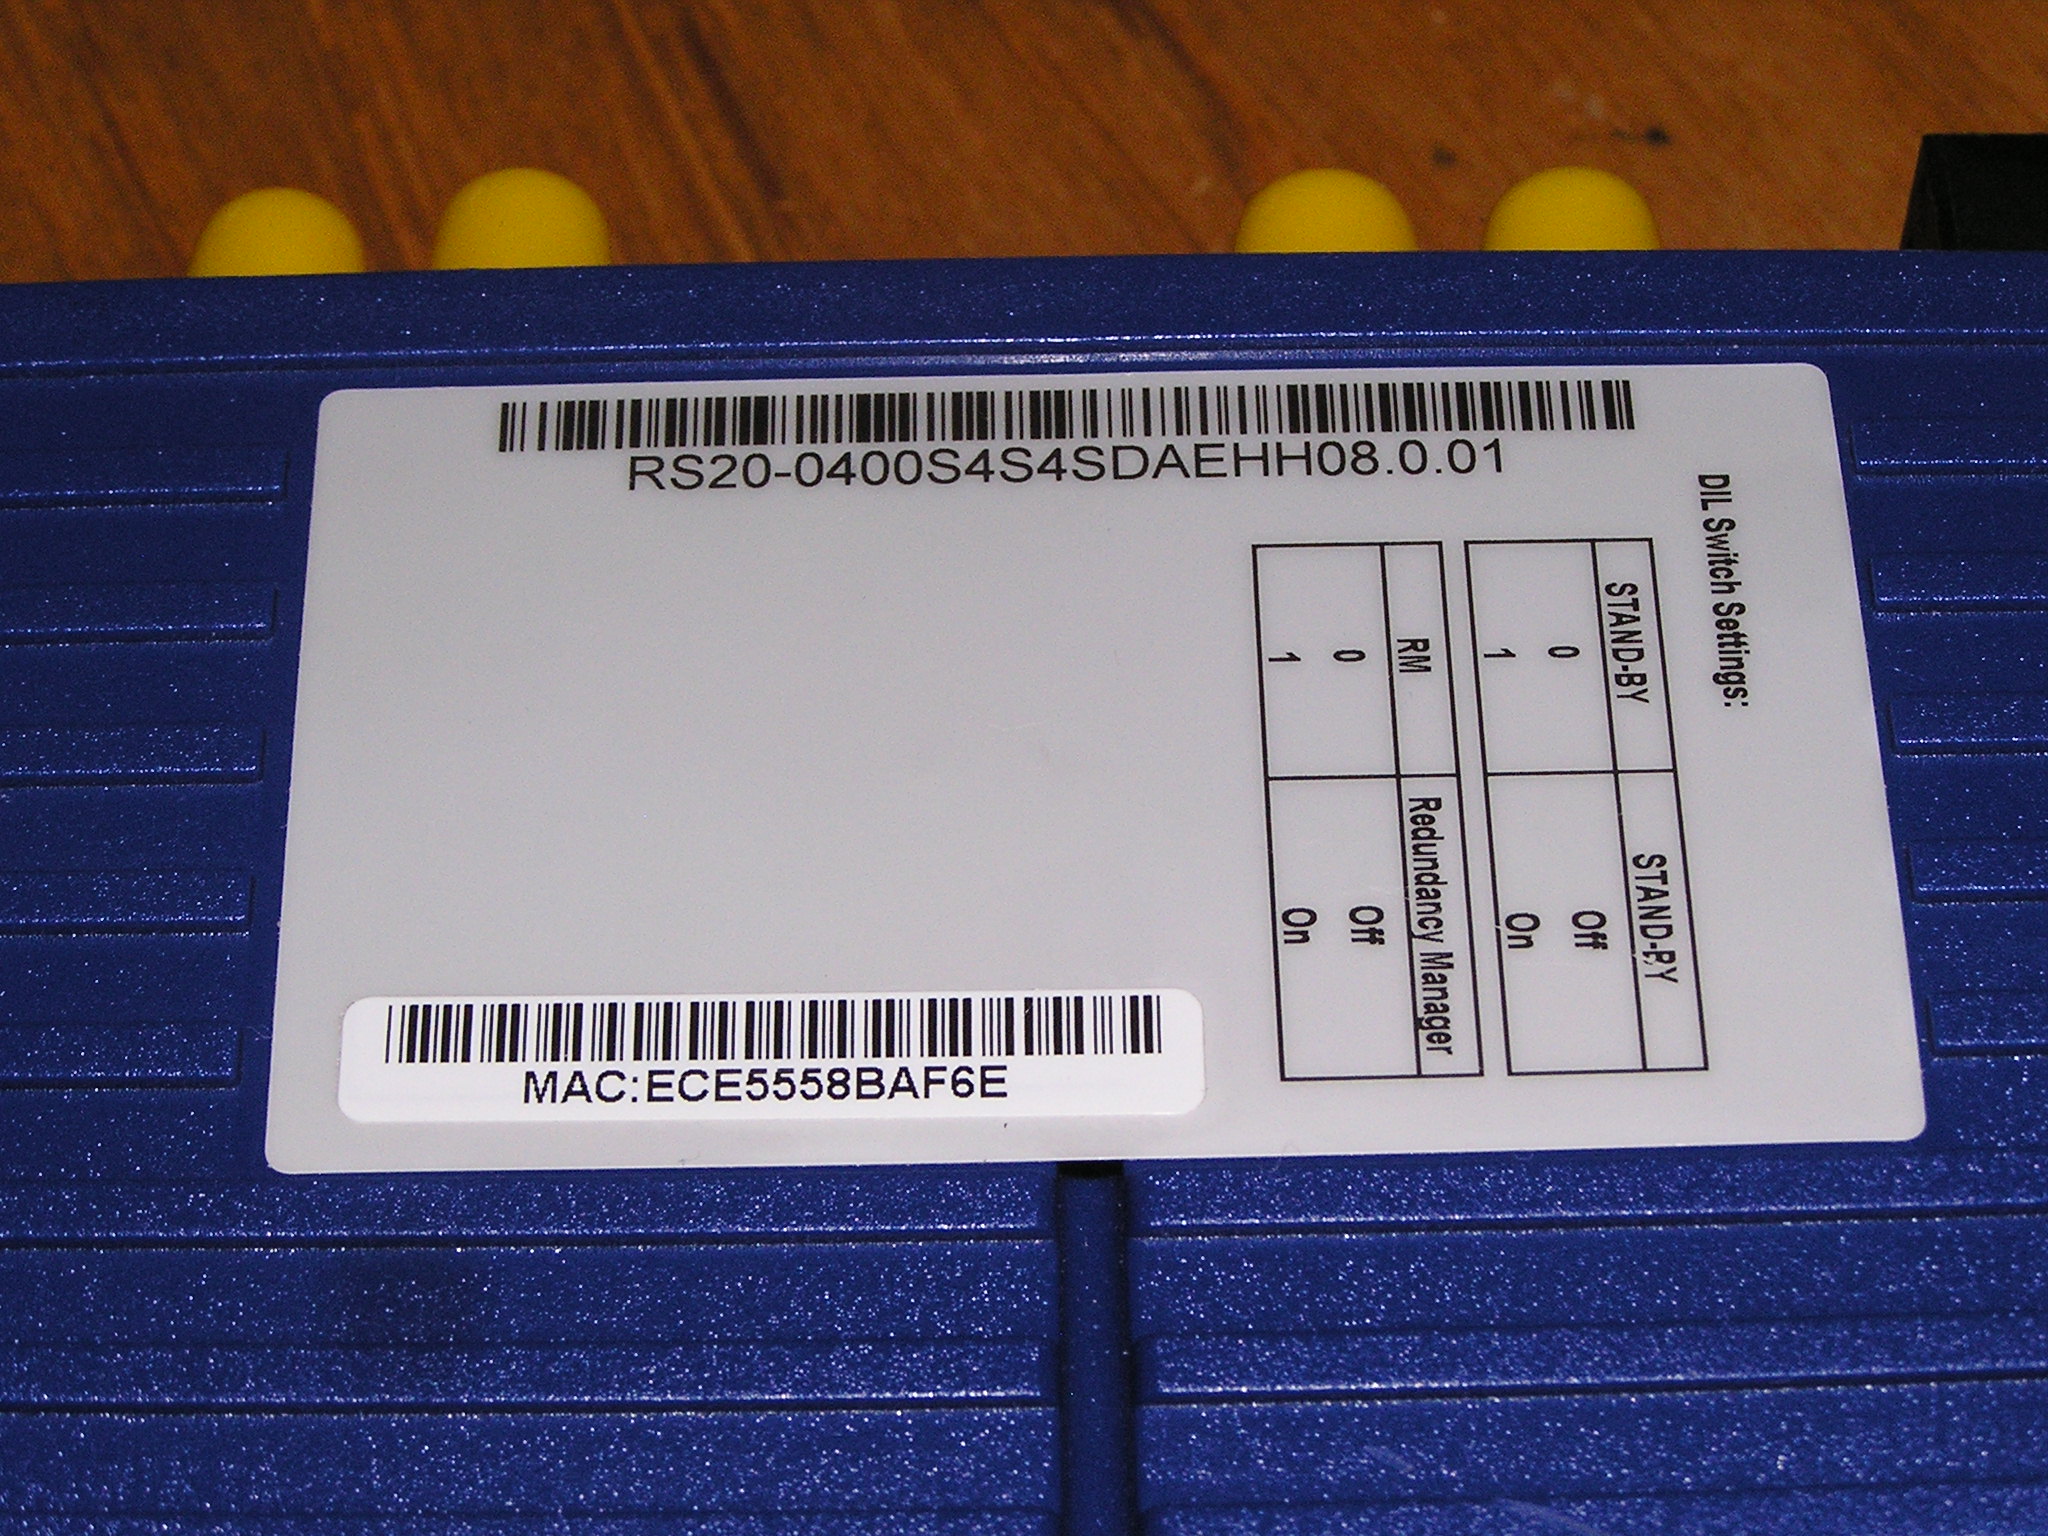 RS20-0400S4S4SDAEHH08.0.01
DIL Switch Settings:
STAND-BY STAND-BY
0 Off
1 On
RM Redundancy Manager
0 Off
1 On
MAC:ECE5558BAF6E